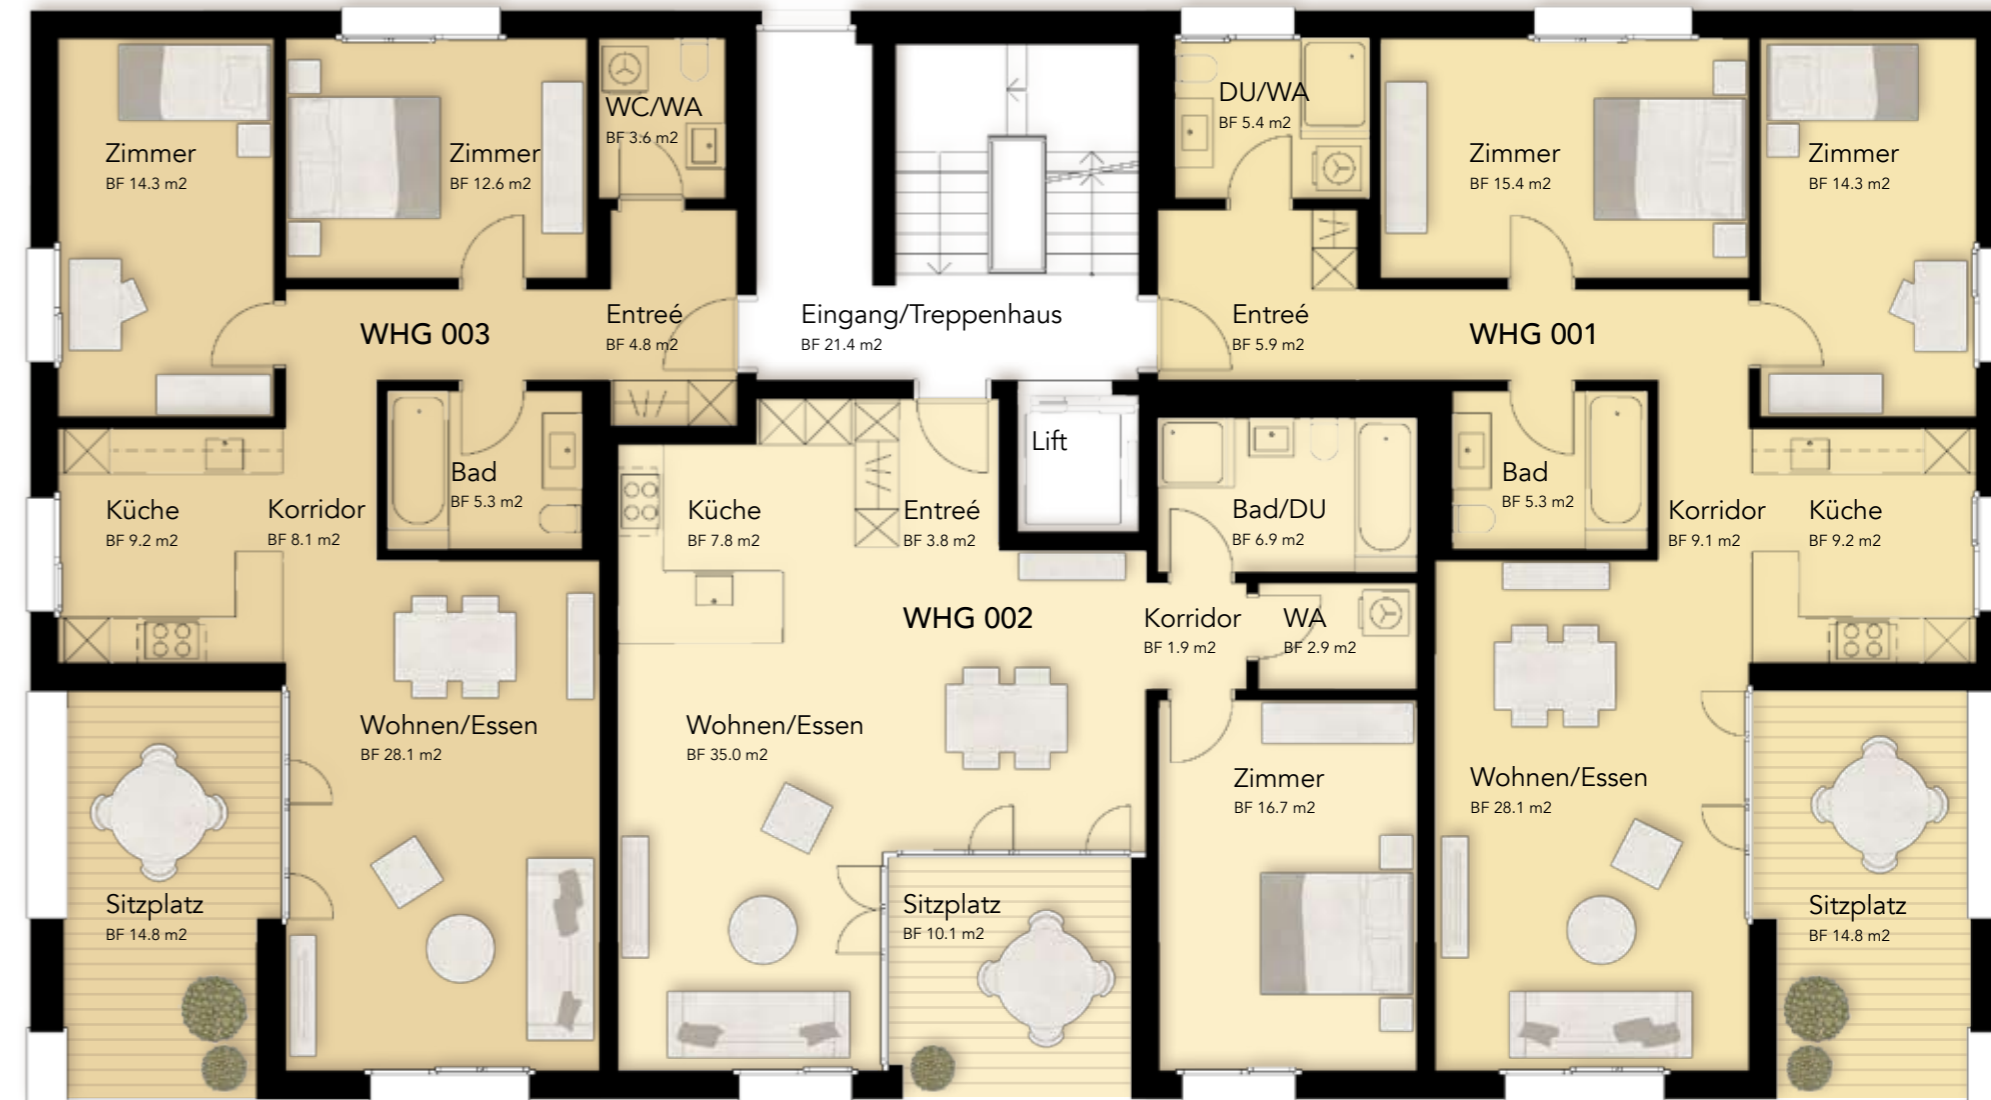 WC/WA
BF 3.6 m2
DU/WA
BF 5.4 m2
Zimmer
BF 14.3 m2
Zimmer
BF 12.6 m2
Zimmer
BF 15.4 m2
Zimmer
BF 14.3 m2
WHG 003
Entreé
BF 4.8 m2
Eingang/Treppenhaus
BF 21.4 m2
Entreé
BF 5.9 m2
WHG 001
Lift
Küche
BF 9.2 m2
Korridor
BF 8.1 m2
Bad
BF 5.3 m2
Küche
BF 7.8 m2
Entreé
BF 3.8 m2
Bad/DU
BF 6.9 m2
Bad
BF 5.3 m2
Korridor
BF 9.1 m2
Küche
BF 9.2 m2
WHG 002
Korridor
BF 1.9 m2
WA
BF 2.9 m2
Wohnen/Essen
BF 28.1 m2
Wohnen/Essen
BF 35.0 m2
Zimmer
BF 16.7 m2
Wohnen/Essen
BF 28.1 m2
Sitzplatz
BF 14.8 m2
Sitzplatz
BF 10.1 m2
Sitzplatz
BF 14.8 m2